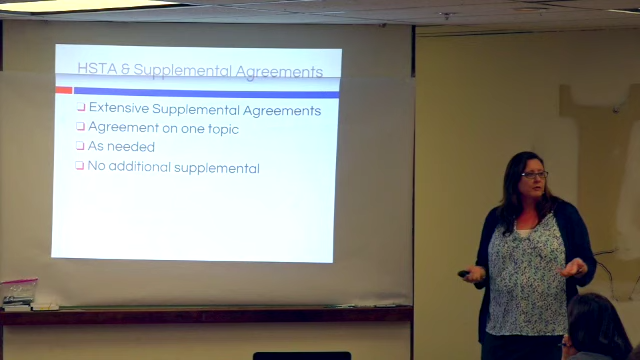 HSTA & Supplemental Agreements
Extensive Supplemental Agreements
Agreement on one topic
As needed
No additional supplemental